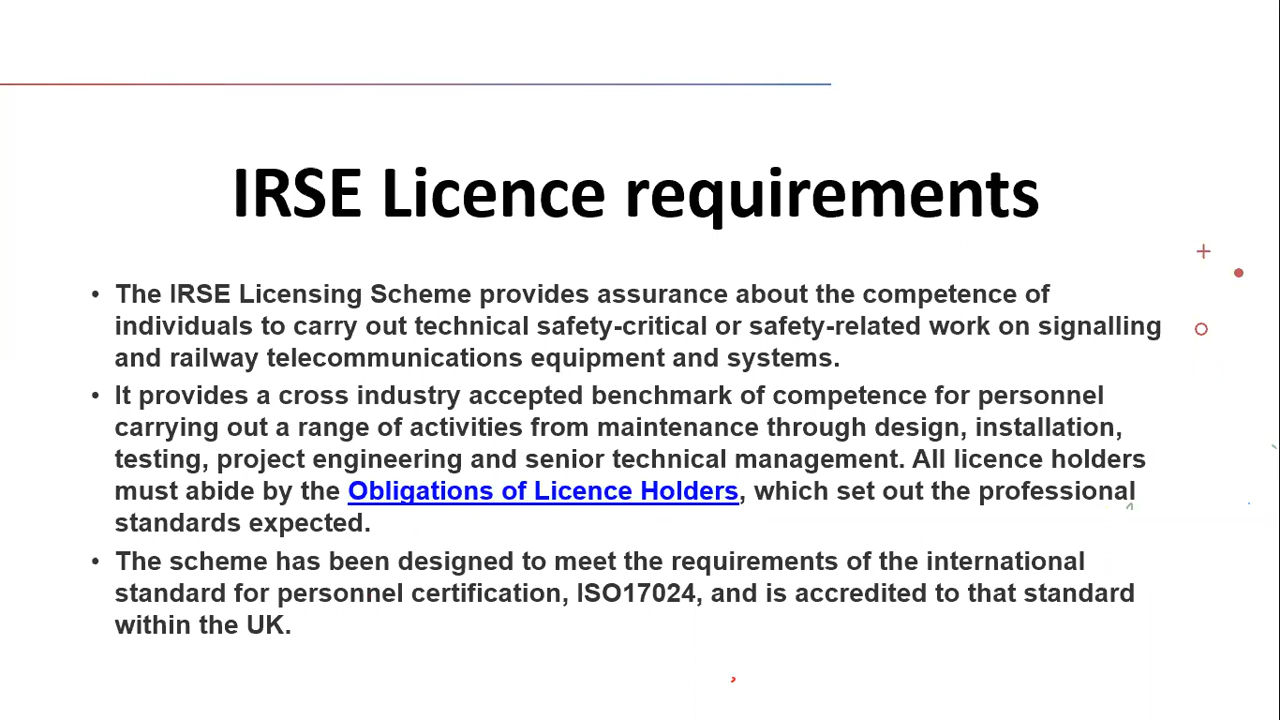 IRSE Licence requirements
• The IRSE Licensing Scheme provides assurance about the competence of
individuals to carry out technical safety-critical or safety-related work on signalling
and railway telecommunications equipment and systems.
• It provides a cross industry accepted benchmark of competence for personnel
carrying out a range of activities from maintenance through design, installation,
testing, project engineering and senior technical management. All licence holders
must abide by the Obligations of Licence Holders, which set out the professional
standards expected.
• The scheme has been designed to meet the requirements of the international
standard for personnel certification, ISO17024, and is accredited to that standard
within the UK.